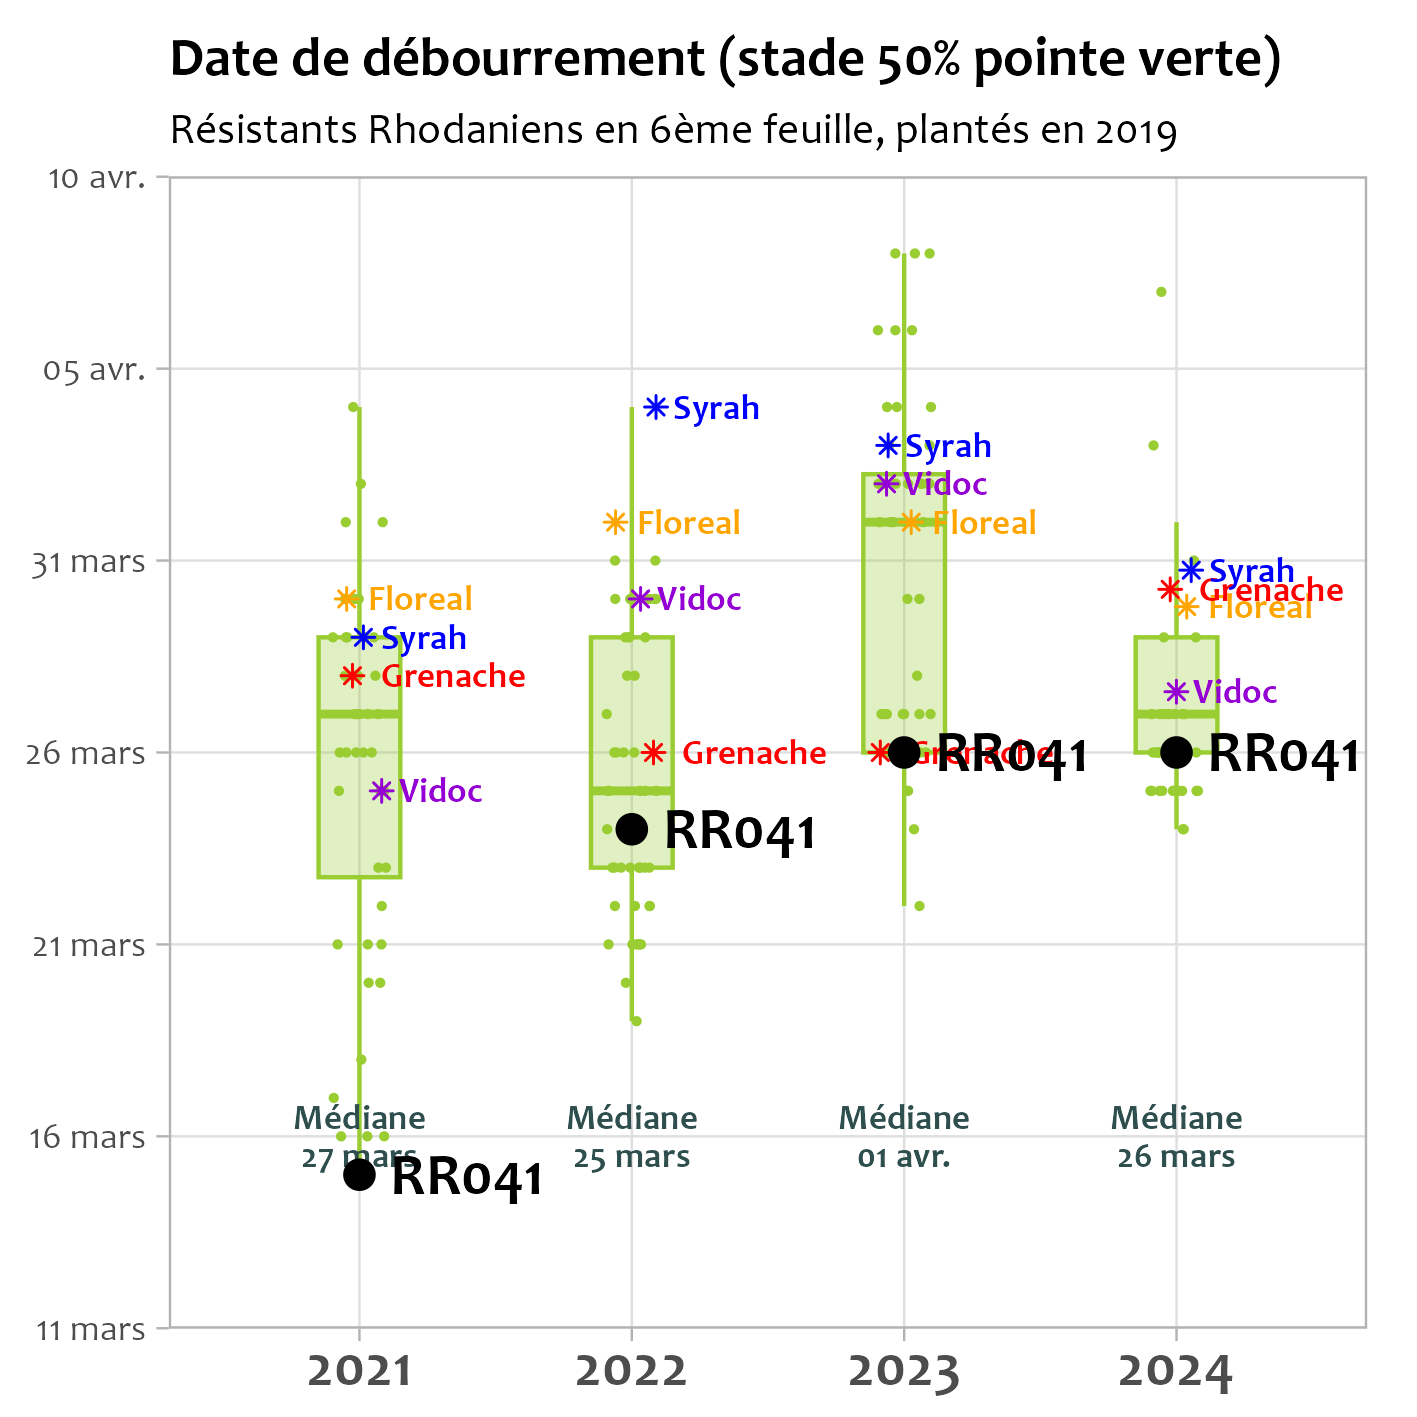 Date de débourrement (stade 50% pointe verte)
Résistants Rhodaniens en 6ème feuille, plantés en 2019
10 avr.
05 avr.
31 mars
26 mars
21 mars
16 mars
11 mars
Floreal
Syrah
Grenache
Vidoc
Médiane
27 mars
RR041
Syrah
Floreal
Vidoc
Grenache
RR041
Médiane
25 mars
Syrah
Vidoc
Floreal
Grenache
RR041
Médiane
01 avr.
Syrah
Grenache
Floreal
Vidoc
RR041
Médiane
26 mars
2021
2022
2023
2024